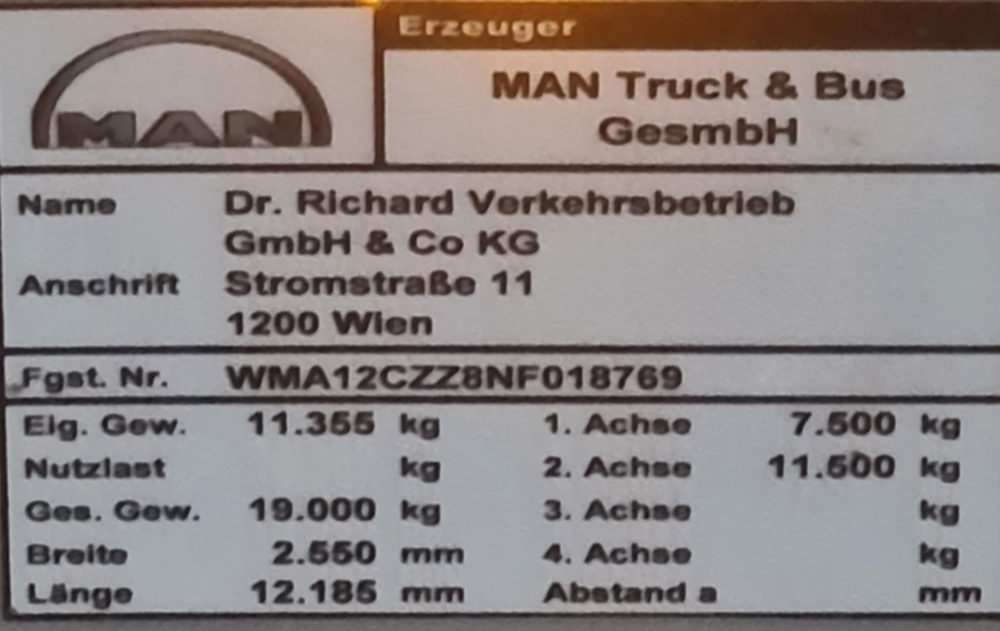 MAN
Erzeuger
MAN Truck & Bus
GesmbH
Name Dr. Richard Verkehrsbetrieb
GmbH & Co KG
Anschrift Stromstraße 11
1200 Wien
Fgst. Nr. WMA12CZZ8NF018769
Eig. Gew. 11.355 kg 1. Achse 7.500 kg
Nutzlast kg 2. Achse 11.500 kg
Ges. Gew. 19.000 kg 3. Achse kg
Breite 2.550 mm 4. Achse kg
Länge 12.185 mm Abstand a mm